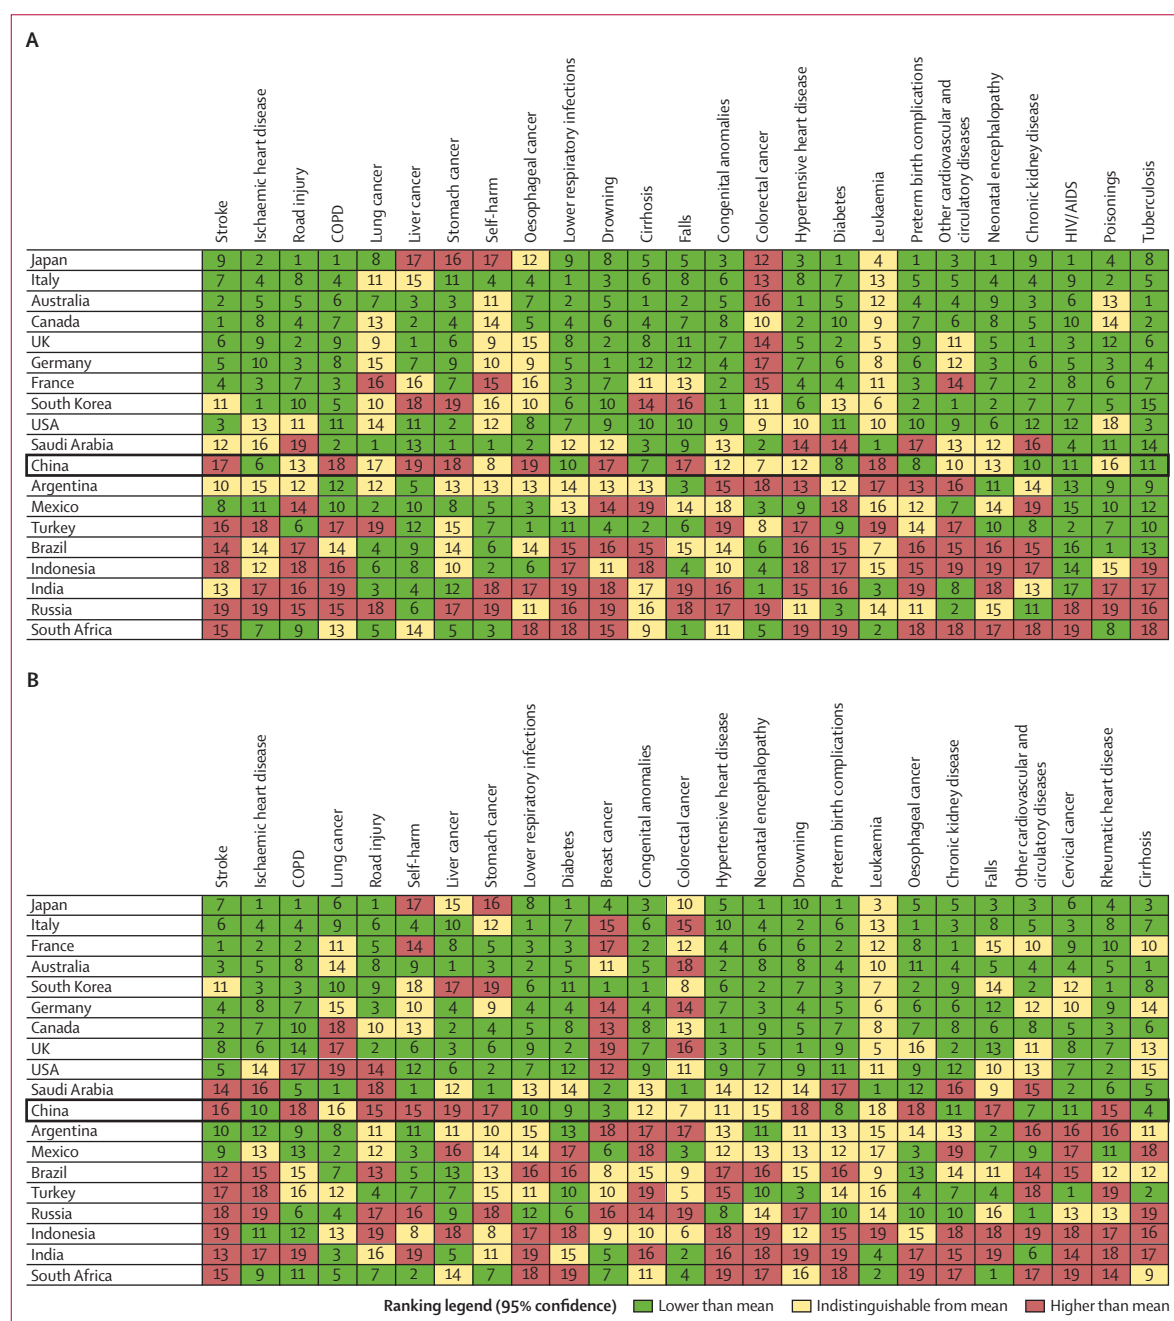 A
Stroke
Ischaemic heart disease
Road injury
COPD
Lung cancer
Liver cancer
Stomach cancer
Self-harm
Oesophageal cancer
Lower respiratory infections
Drowning
Cirrhosis
Falls
Congenital anomalies
Colorectal cancer
Hypertensive heart disease
Diabetes
Leukaemia
Preterm birth complications
Other cardiovascular and
circulatory diseases
Neonatal encephalopathy
Chronic kidney disease
HIV/AIDS
Poisonings
Tuberculosis
Japan 9 2 1 1 8 17 16 17 12 9 8 5 5 3 12 3 1 4 1 3 1 9 1 4 8
Italy 7 4 8 4 11 15 11 4 4 1 3 6 8 6 13 8 7 13 5 5 4 4 9 2 5
Australia 2 5 5 6 7 3 3 11 7 2 5 1 2 5 16 1 5 12 4 4 9 3 6 13 1
Canada 1 8 4 7 13 2 4 14 5 4 6 4 7 8 10 2 10 9 7 6 8 5 10 14 2
UK 6 9 2 9 9 1 6 9 15 8 2 8 11 7 14 5 2 5 9 11 5 1 3 12 6
Germany 5 10 3 8 15 7 9 10 9 5 1 12 12 4 17 7 6 8 6 12 3 6 5 3 4
France 4 3 7 3 16 16 7 15 16 3 7 11 13 2 15 4 4 11 3 14 7 2 8 6 7
South Korea 11 1 10 5 10 18 19 16 10 6 10 14 16 1 11 6 13 6 2 1 2 7 7 5 15
USA 3 13 11 11 14 11 2 12 8 7 9 10 10 9 9 10 11 10 10 9 6 12 12 18 3
Saudi Arabia 12 16 19 2 1 13 1 1 2 12 12 3 9 13 2 14 14 1 17 13 12 16 4 11 14
China 17 6 13 18 17 19 18 8 19 10 17 7 17 12 7 12 8 18 8 10 13 10 11 16 11
Argentina 10 15 12 12 12 5 13 13 13 14 13 13 3 15 18 13 12 17 13 16 11 14 13 9 9
Mexico 8 11 14 10 2 10 8 5 3 13 14 19 14 18 3 9 18 16 12 7 14 19 15 10 12
Turkey 16 18 6 17 19 12 15 7 1 11 4 2 6 19 8 17 9 19 14 17 10 8 2 7 10
Brazil 14 14 17 14 4 9 14 6 14 15 16 15 15 14 6 16 15 7 16 15 16 15 16 1 13
Indonesia 18 12 18 16 6 8 10 2 6 17 11 18 4 10 4 18 17 15 15 19 19 17 14 15 19
India 13 17 16 19 3 4 12 18 17 19 18 17 19 16 1 15 16 3 19 8 18 13 17 17 17
Russia 19 19 15 15 18 6 17 19 11 16 19 16 18 17 19 11 3 14 11 2 15 11 18 19 16
South Africa 15 7 9 13 5 14 5 3 18 18 15 9 1 11 5 19 19 2 18 18 17 18 19 8 18
B
Stroke
Ischaemic heart disease
COPD
Lung cancer
Road injury
Self-harm
Liver cancer
Stomach cancer
Lower respiratory infections
Diabetes
Breast cancer
Congenital anomalies
Colorectal cancer
Hypertensive heart disease
Neonatal encephalopathy
Drowning
Preterm birth complications
Leukaemia
Oesophageal cancer
Chronic kidney disease
Falls
Other cardiovascular and
circulatory diseases
Cervical cancer
Rheumatic heart disease
Cirrhosis
Japan 7 1 1 6 1 17 15 16 8 1 4 3 10 5 1 10 1 3 5 5 3 3 6 4 3
Italy 6 4 4 9 6 4 10 12 1 7 15 6 15 10 4 2 6 13 1 3 8 5 3 8 7
France 1 2 2 11 5 14 8 5 3 3 17 2 12 4 6 6 2 12 8 1 15 10 9 10 10
Australia 3 5 8 14 8 9 1 3 2 5 11 5 18 2 8 8 4 10 11 4 5 4 4 5 1
South Korea 11 3 3 10 9 18 17 19 6 11 1 1 8 6 2 7 3 7 2 9 14 2 12 1 8
Germany 4 8 7 15 3 10 4 9 4 4 14 4 14 7 3 4 5 6 6 6 12 12 10 9 14
Canada 2 7 10 18 10 13 2 4 5 8 13 8 13 1 9 5 7 8 7 8 6 8 5 3 6
UK 8 6 14 17 2 6 3 6 9 2 19 7 16 3 5 1 9 5 16 2 13 11 8 7 13
USA 5 14 17 19 14 12 6 2 7 12 12 9 11 9 7 9 11 11 9 12 10 13 7 2 15
Saudi Arabia 14 16 5 1 18 1 12 1 13 14 2 13 1 14 12 14 17 1 12 16 9 15 2 6 5
China 16 10 18 16 15 15 19 17 10 9 3 12 7 11 15 18 8 18 18 11 17 7 11 15 4
Argentina 10 12 9 8 11 11 11 10 15 13 18 17 17 13 11 11 13 15 14 13 2 16 16 16 11
Mexico 9 13 13 2 12 3 16 14 14 17 6 18 3 12 13 13 12 17 3 19 7 9 17 11 18
Brazil 12 15 15 7 13 5 13 13 16 16 8 15 9 17 16 15 16 9 13 14 11 14 15 12 12
Turkey 17 18 16 12 4 7 7 15 11 10 10 19 5 15 10 3 14 16 4 7 4 18 1 19 2
Russia 18 19 6 4 17 16 9 18 12 6 16 14 19 8 14 17 10 14 10 10 16 1 13 13 19
Indonesia 19 11 12 13 19 8 18 8 17 18 9 10 6 18 19 12 15 19 15 18 18 19 18 17 16
India 13 17 19 3 16 19 5 11 19 15 5 16 2 16 18 19 19 4 17 15 19 6 14 18 17
South Africa 15 9 11 5 7 2 14 7 18 19 7 11 4 19 17 16 18 2 19 17 1 17 19 14 9
Ranking legend (95% confidence) Lower than mean Indistinguishable from mean Higher than mean